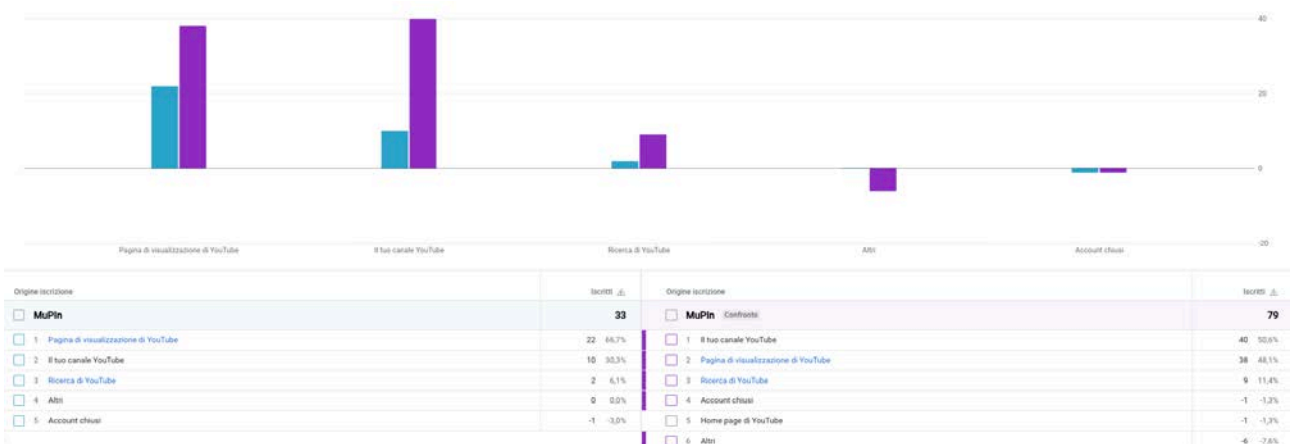 40
20
0
-20
Pagina di visualizzazione di YouTube Il tuo canale YouTube Ricerca di YouTube Altri Account chiusi
Origine iscrizione Iscritti
MuPIn 33
1 Pagina di visualizzazione di YouTube 22 66,7%
2 Il tuo canale YouTube 10 30,3%
3 Ricerca di YouTube 2 6,1%
4 Altri 0 0,0%
5 Account chiusi -1 -3,0%
Origine iscrizione Iscritti
MuPIn Confronto 79
1 Il tuo canale YouTube 40 50,6%
2 Pagina di visualizzazione di YouTube 38 48,1%
3 Ricerca di YouTube 9 11,4%
4 Account chiusi -1 -1,3%
5 Home page di YouTube -1 -1,3%
6 Altri -6 -7,6%